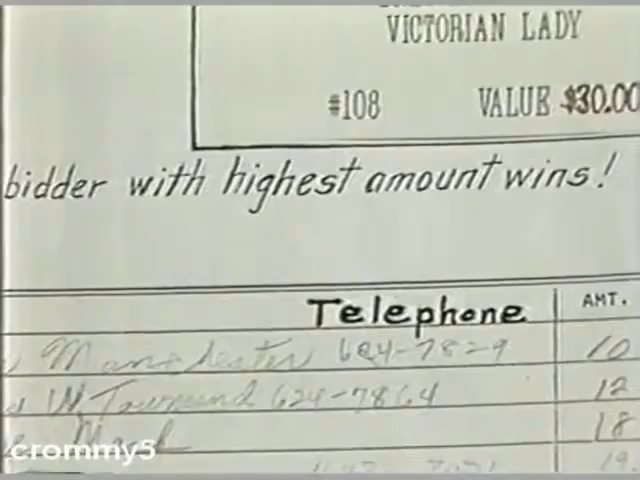 VICTORIAN LADY
#108 VALUE $30.00
bidder with highest amount wins!
Telephone AMT.
Manchester 624-7829 10
W. Townsend 624-7864 12
18
19.
crommy5